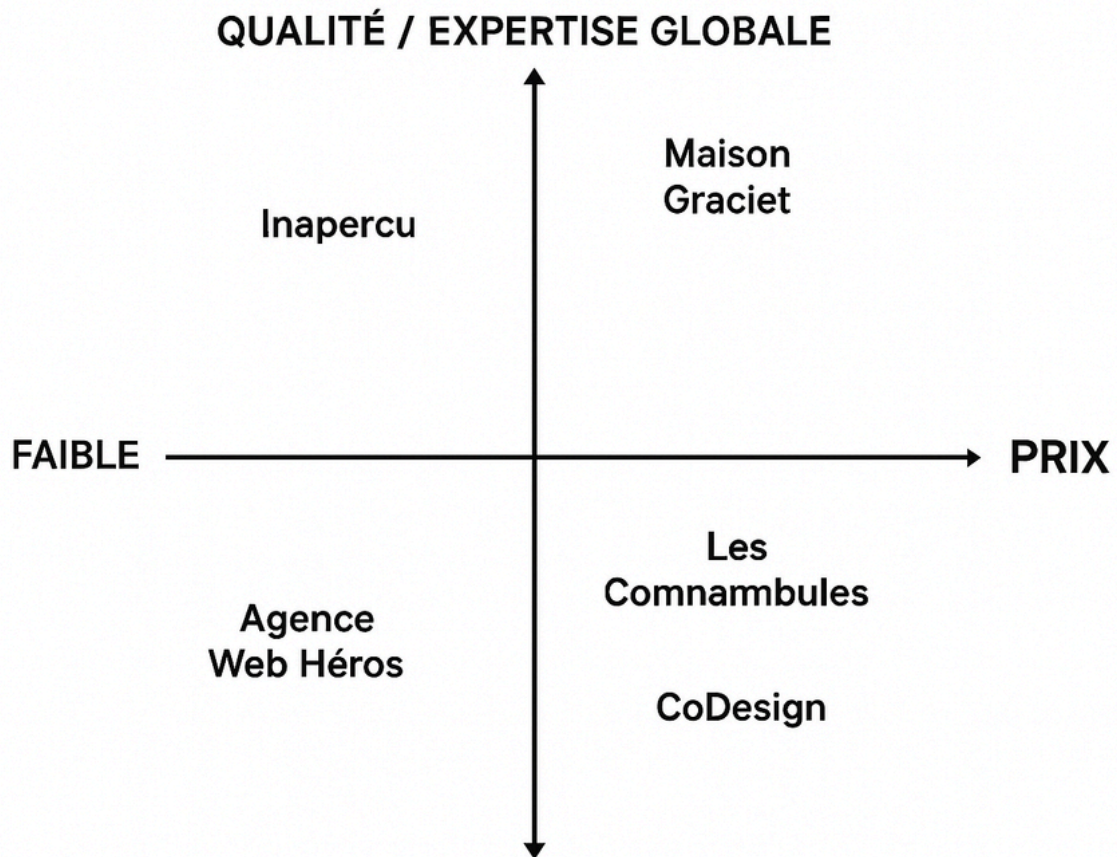 QUALITÉ / EXPERTISE GLOBALE
Maison
Graciet
Inapercu
FAIBLE
PRIX
Les
Comnambules
Agence
Web Héros
CoDesign